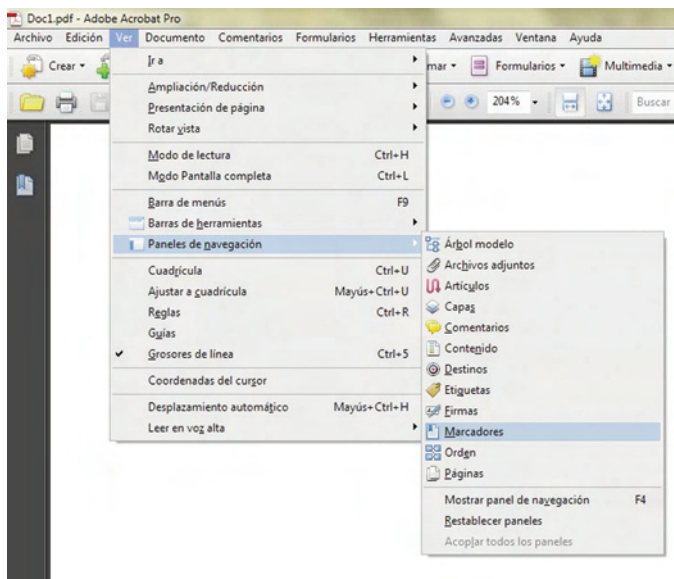 Doc1.pdf - Adobe Acrobat Pro
Archivo Edición Ver Documento Comentarios Formularios Herramientas Avanzadas Ventana Ayuda
Crear
mar Formularios Multimedia
204% Buscar
Ir a
Ampliación/Reducción
Presentación de página
Rotar vista
Modo de lectura Ctrl+H
Modo Pantalla completa Ctrl+L
Barra de menús F9
Barras de herramientas
Paneles de navegación
Cuadrícula Ctrl+U
Ajustar a cuadrícula Mayús+Ctrl+U
Reglas Ctrl+R
Guías
Grosores de línea Ctrl+5
Coordenadas del cursor
Desplazamiento automático Mayús+Ctrl+H
Leer en voz alta
Árbol modelo
Archivos adjuntos
Artículos
Capas
Comentarios
Contenido
Destinos
Etiquetas
Firmas
Marcadores
Orden
Páginas
Mostrar panel de navegación F4
Restablecer paneles
Acoplar todos los paneles